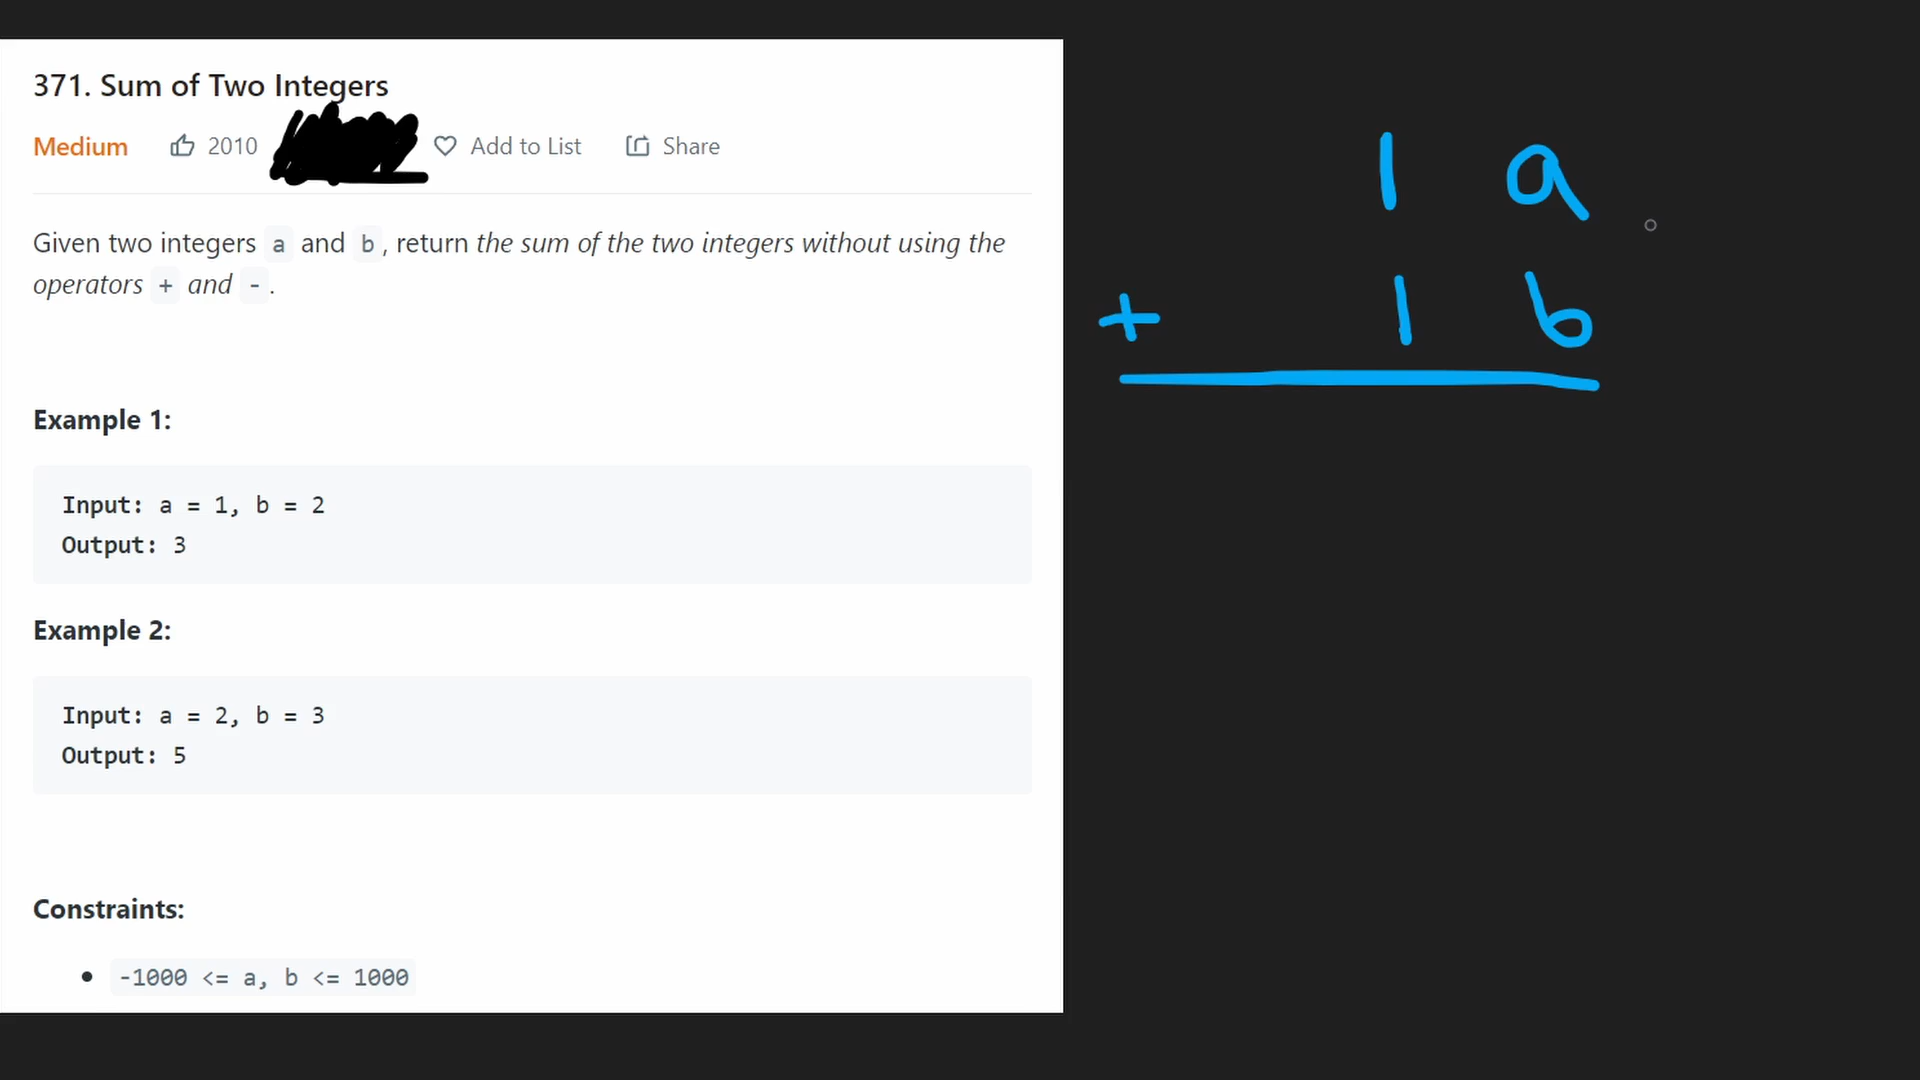 371. Sum of Two Integers
Medium 2010 Add to List Share
Given two integers a and b, return the sum of the two integers without using the
operators + and -.
Example 1:
Input: a = 1, b = 2
Output: 3
Example 2:
Input: a = 2, b = 3
Output: 5
Constraints:
-1000 <= a, b <= 1000
1 a
+ 1 b